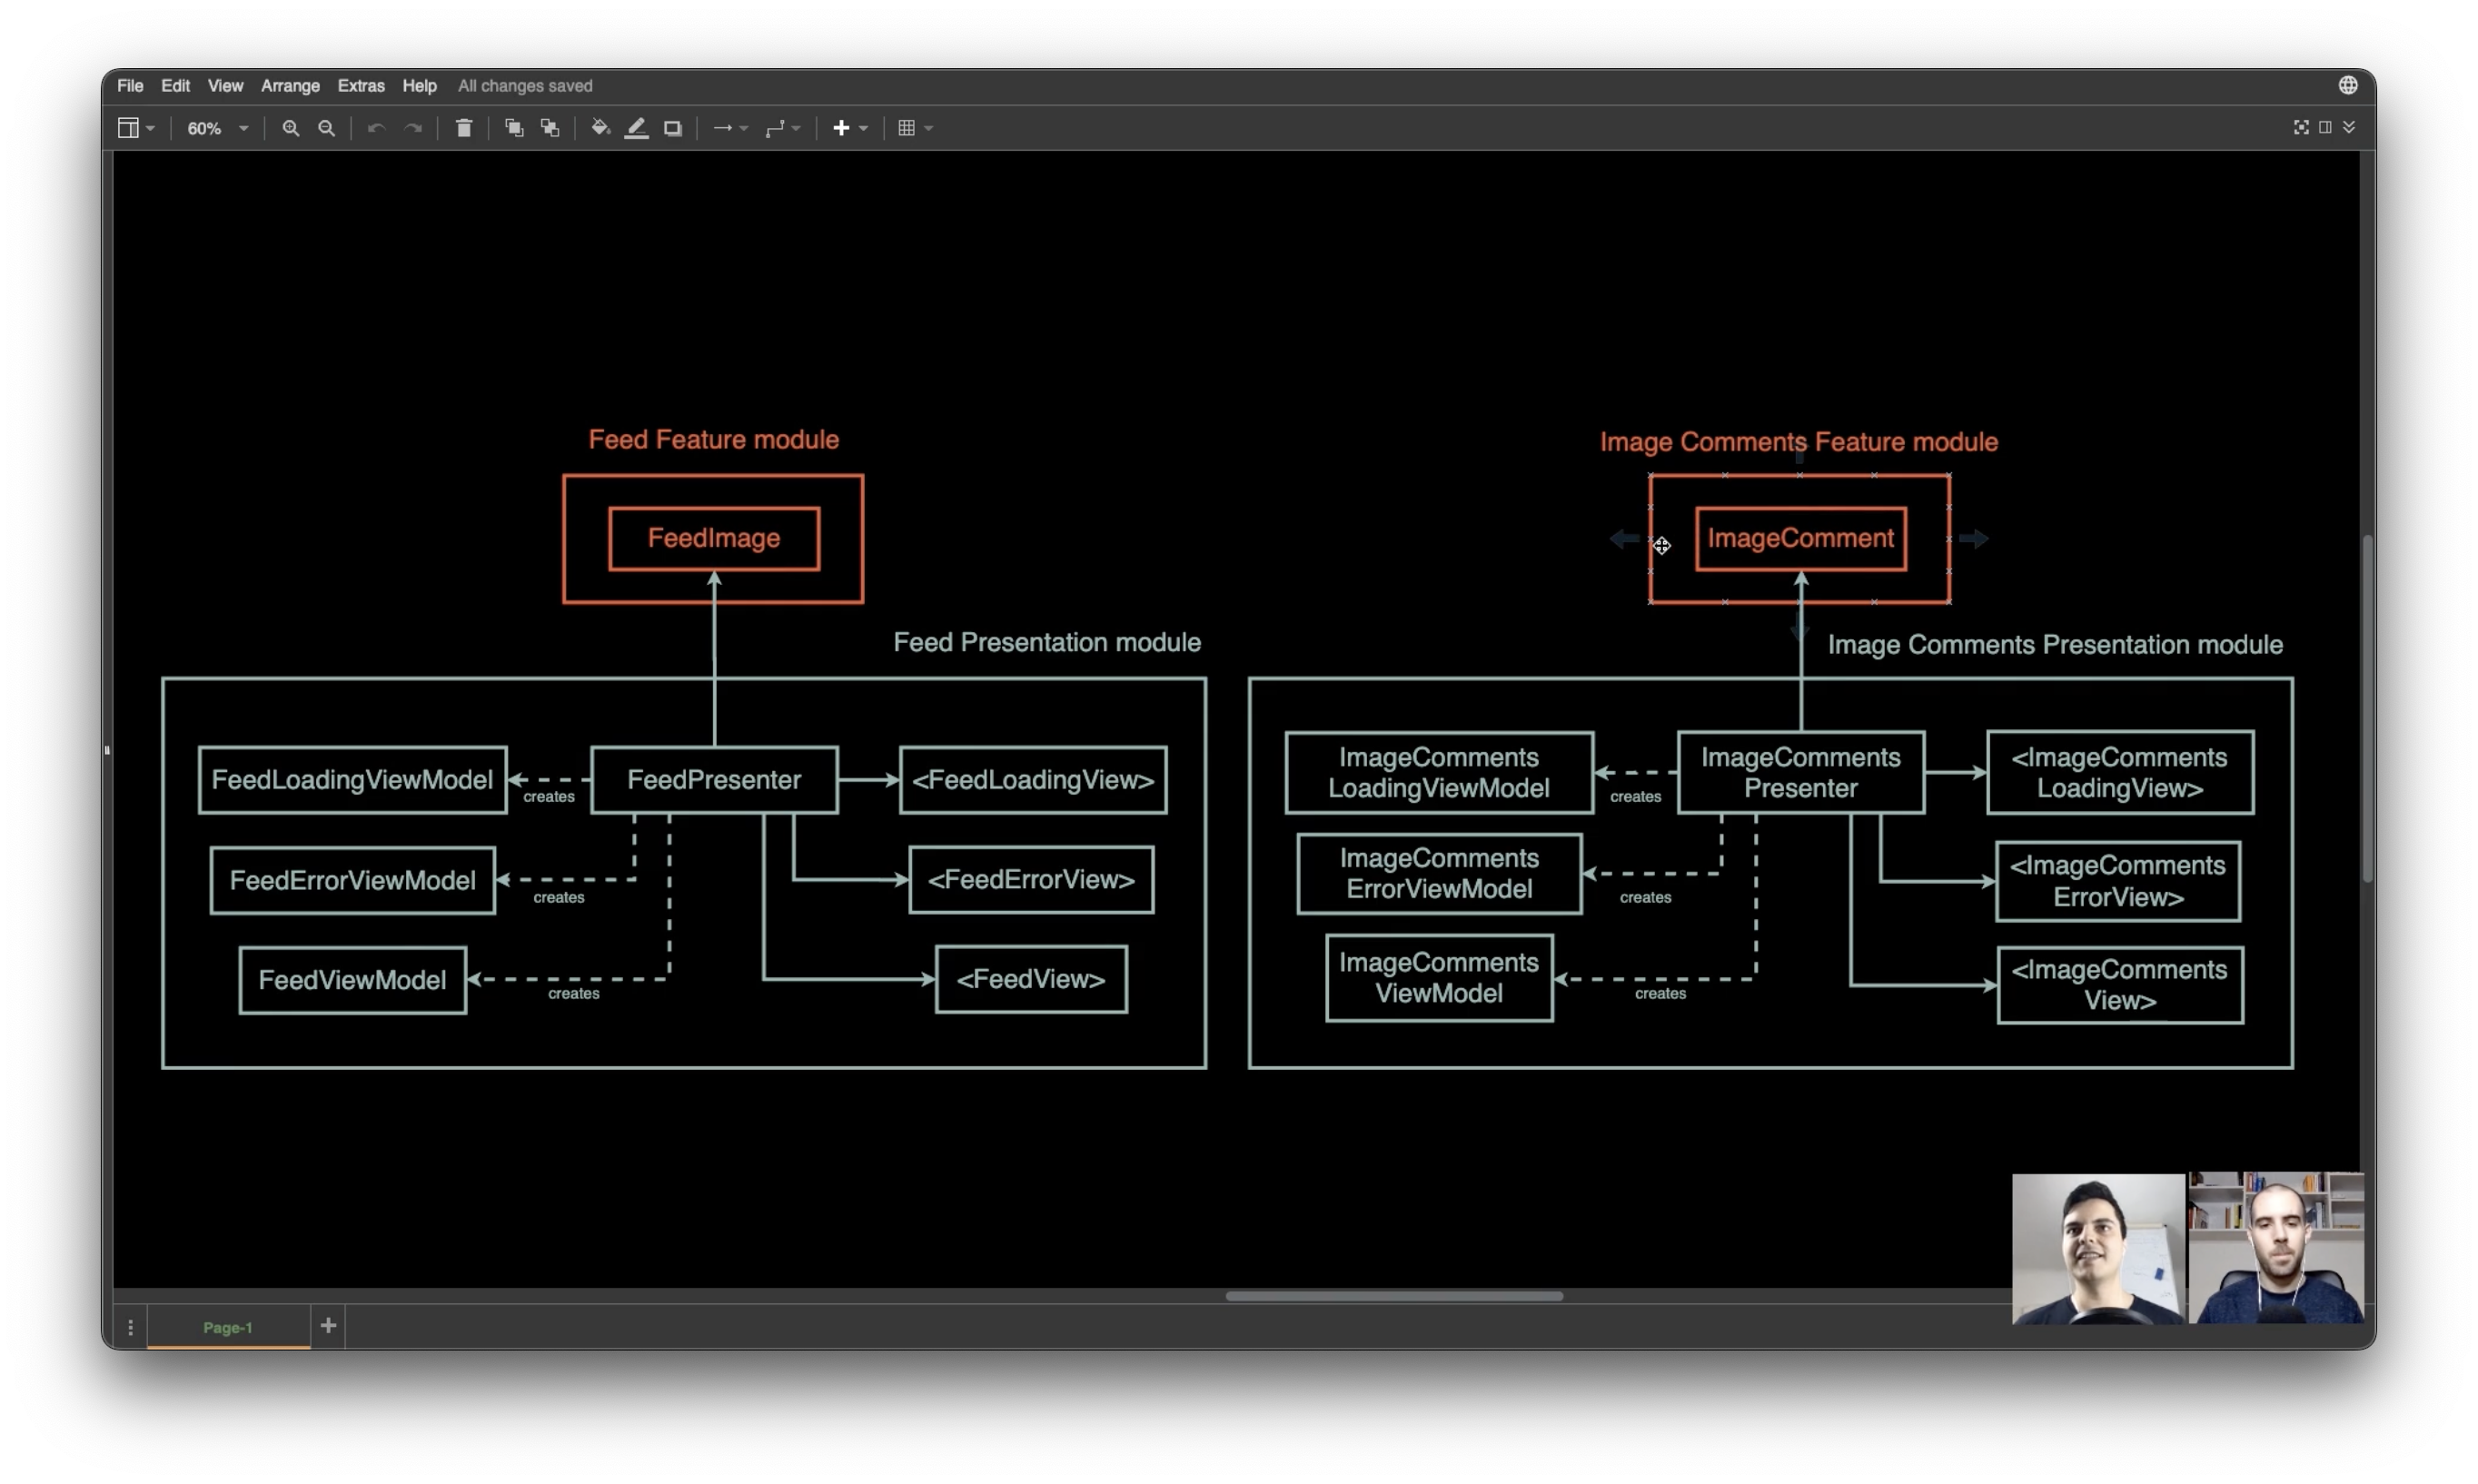 File Edit View Arrange Extras Help All changes saved
60%
Feed Feature module
FeedImage
Feed Presentation module
FeedLoadingViewModel
creates
FeedPresenter
<FeedLoadingView>
FeedErrorViewModel
creates
<FeedErrorView>
FeedViewModel
creates
<FeedView>
Image Comments Feature module
ImageComment
Image Comments Presentation module
ImageComments
LoadingViewModel
creates
ImageComments
Presenter
<ImageComments
LoadingView>
ImageComments
ErrorViewModel
creates
<ImageComments
ErrorView>
ImageComments
ViewModel
creates
<ImageComments
View>
Page-1